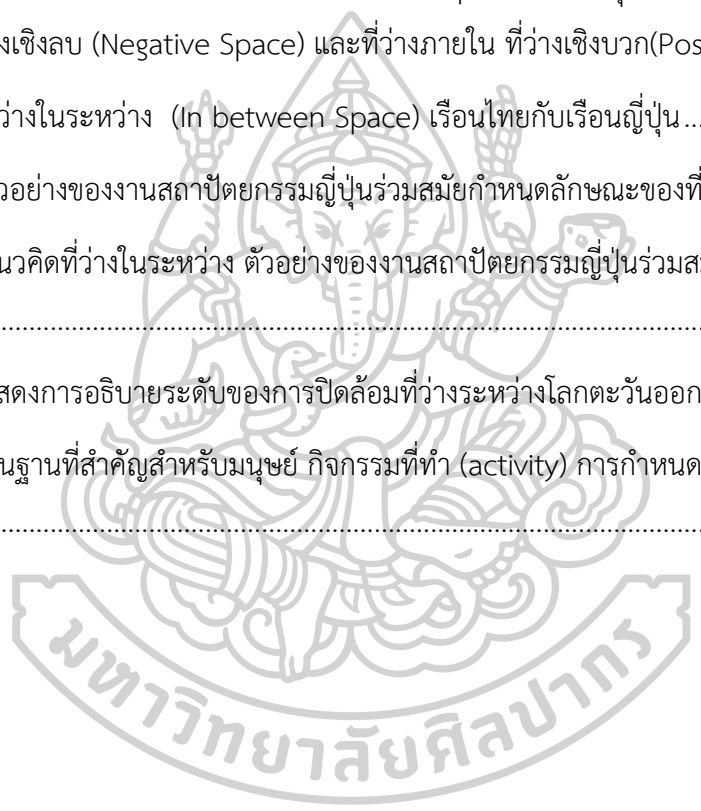 งเชิงลบ (Negative Space) และที่ว่างภายใน ที่ว่างเชิงบวก(Pos
ว่างในระหว่าง (In between Space) เรือนไทยกับเรือนญี่ปุ่น...
วอย่างของงานสถาปัตยกรรมญี่ปุ่นร่วมสมัยกำหนดลักษณะของที่
นวคิดที่ว่างในระหว่าง ตัวอย่างของงานสถาปัตยกรรมญี่ปุ่นร่วมสม
................................................................................
สดงการอธิบายระดับของการปิดล้อมที่ว่างระหว่างโลกตะวันออก
นฐานที่สำคัญสำหรับมนุษย์ กิจกรรมที่ทำ (activity) การกำหนด
................................................................................
มหาวิทยาลัยศิลปากร